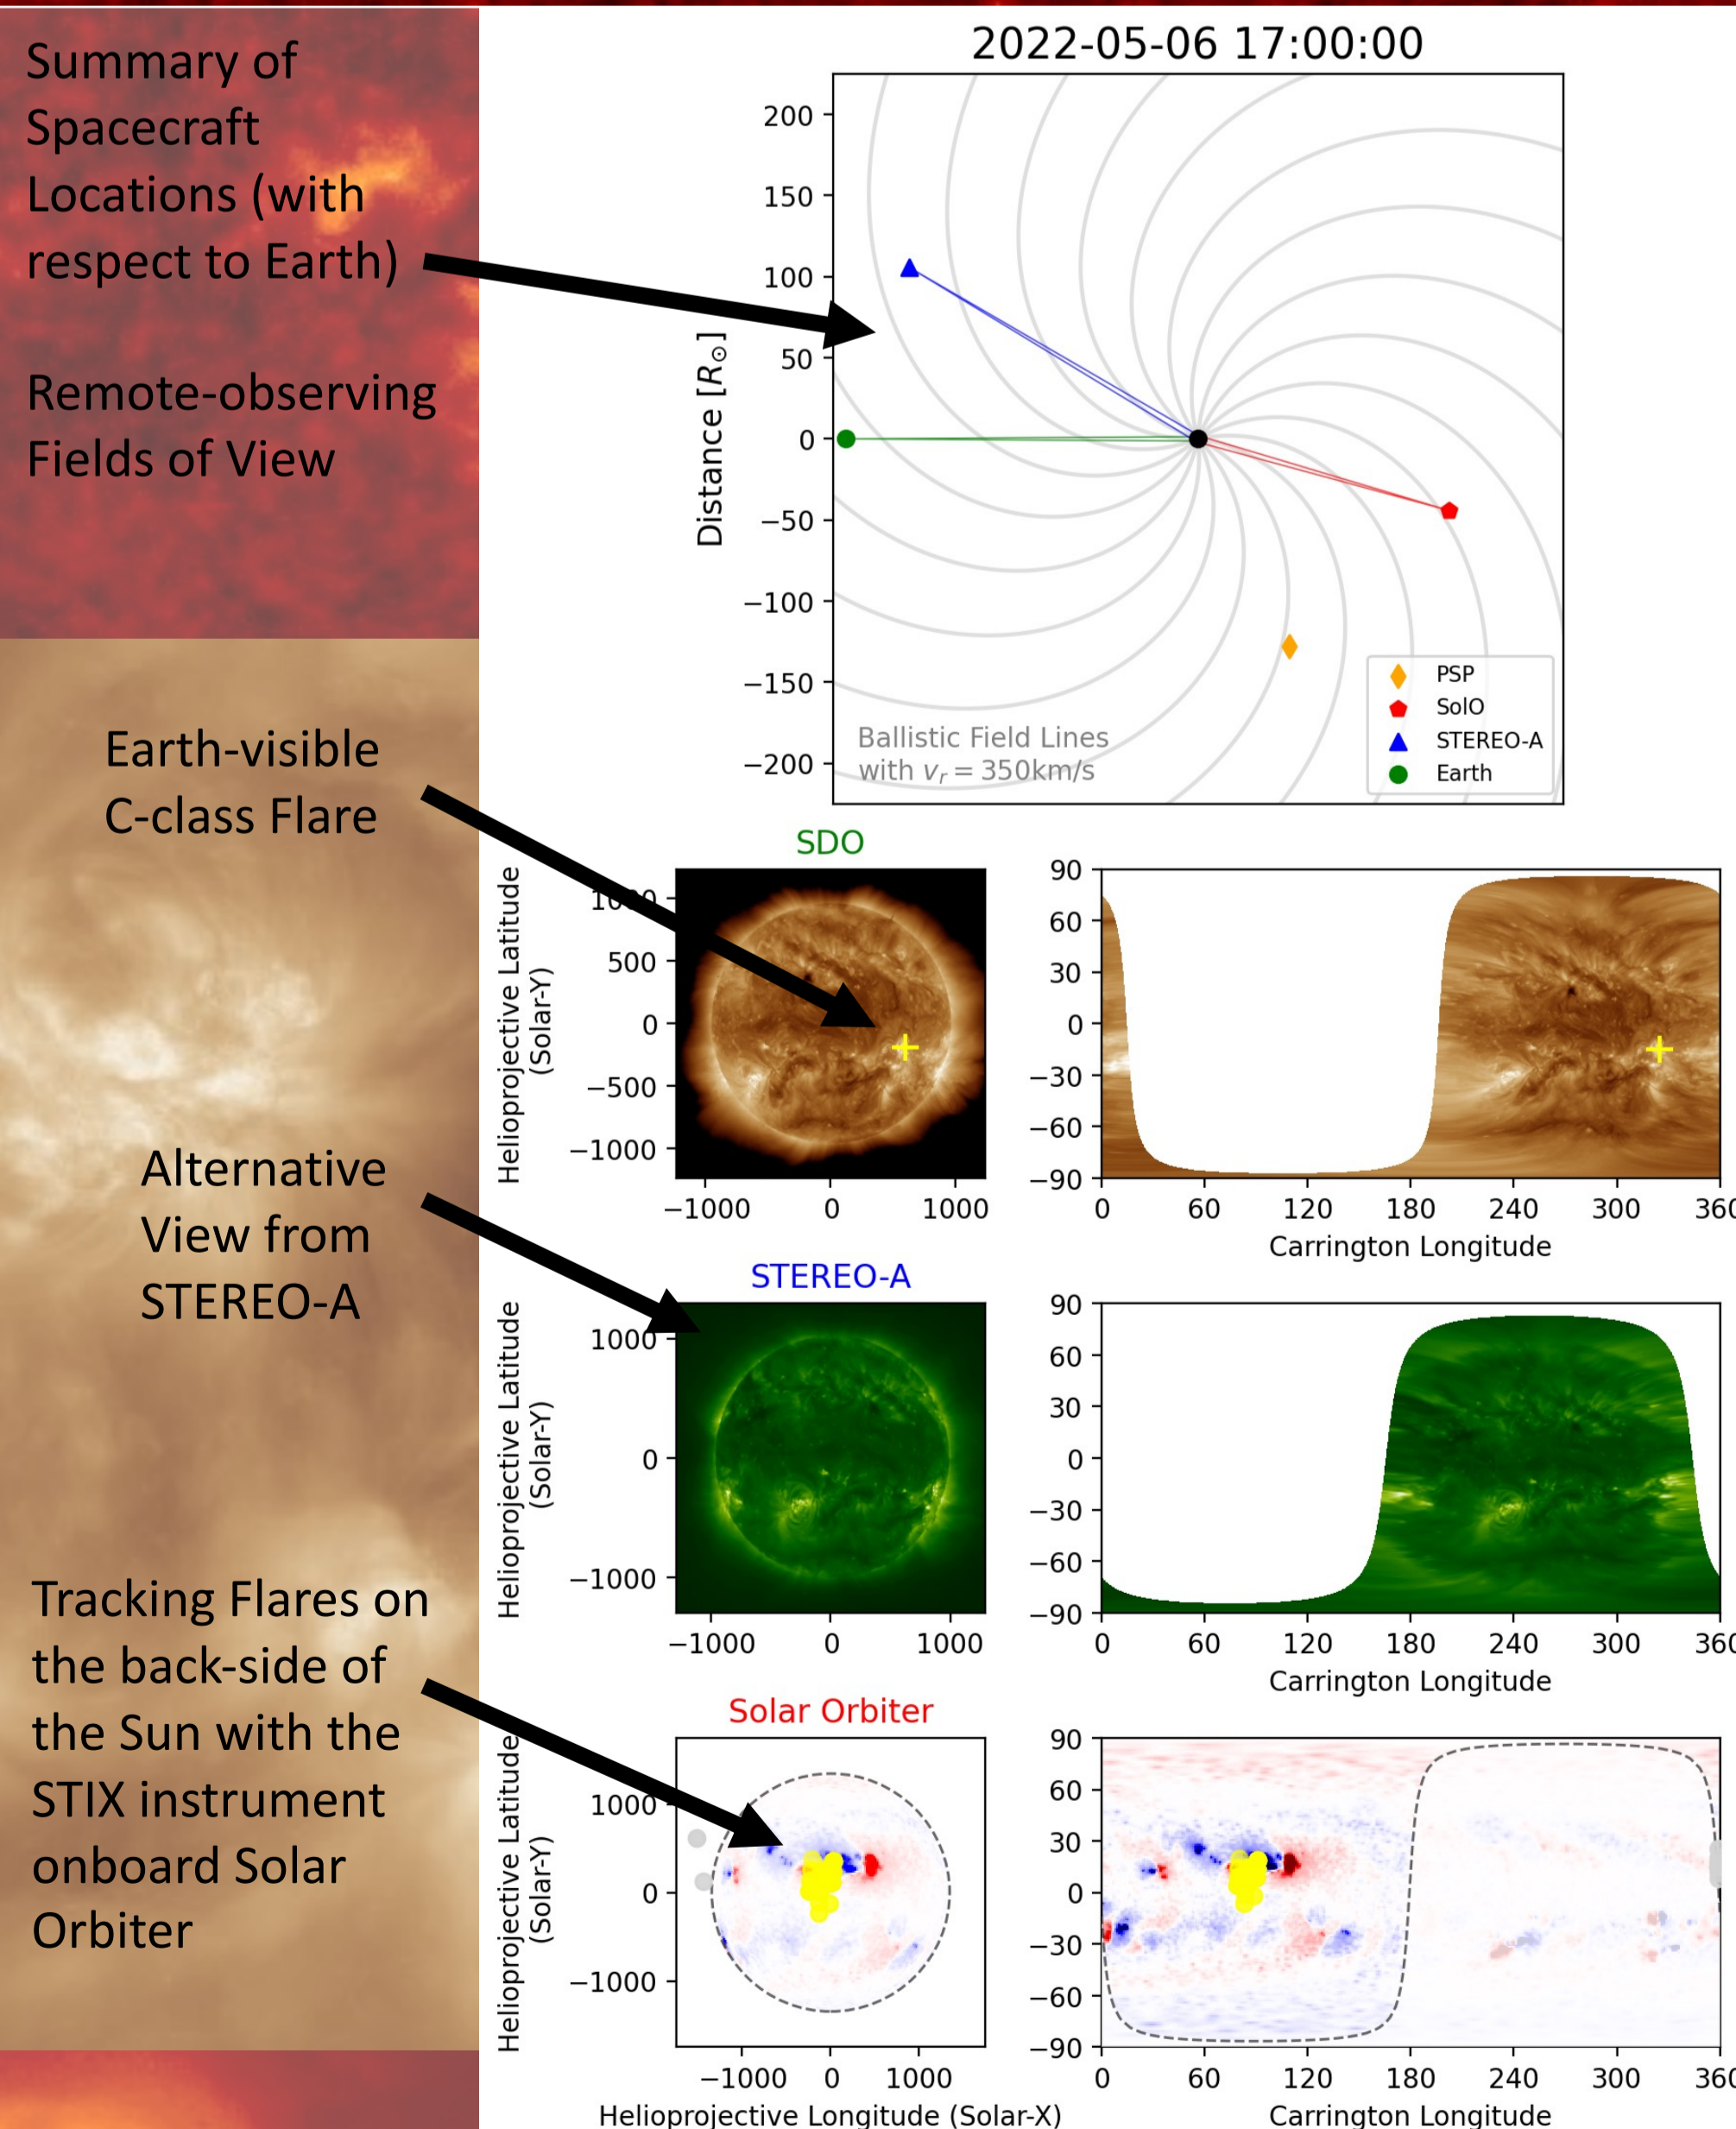 Summary of
Spacecraft
Locations (with
respect to Earth)
Remote-observing
Fields of View
Earth-visible
C-class Flare
Alternative
View from
STEREO-A
Tracking Flares on
the back-side of
the Sun with the
STIX instrument
onboard Solar
Orbiter
2022-05-06 17:00:00
Distance [R☉]
200
150
100
50
0
−50
−100
−150
−200
Ballistic Field Lines
with v_r = 350km/s
PSP
SolO
STEREO-A
Earth
SDO
Helioprojective Latitude
(Solar-Y)
1000
500
0
−500
−1000
−1000 0 1000
90
60
30
0
−30
−60
−90
0 60 120 180 240 300 360
Carrington Longitude
STEREO-A
Helioprojective Latitude
(Solar-Y)
1000
0
−1000
−1000 0 1000
90
60
30
0
−30
−60
−90
0 60 120 180 240 300 360
Carrington Longitude
Solar Orbiter
Helioprojective Latitude
(Solar-Y)
1000
0
−1000
−1000 0 1000
Helioprojective Longitude (Solar-X)
90
60
30
0
−30
−60
−90
0 60 120 180 240 300 360
Carrington Longitude